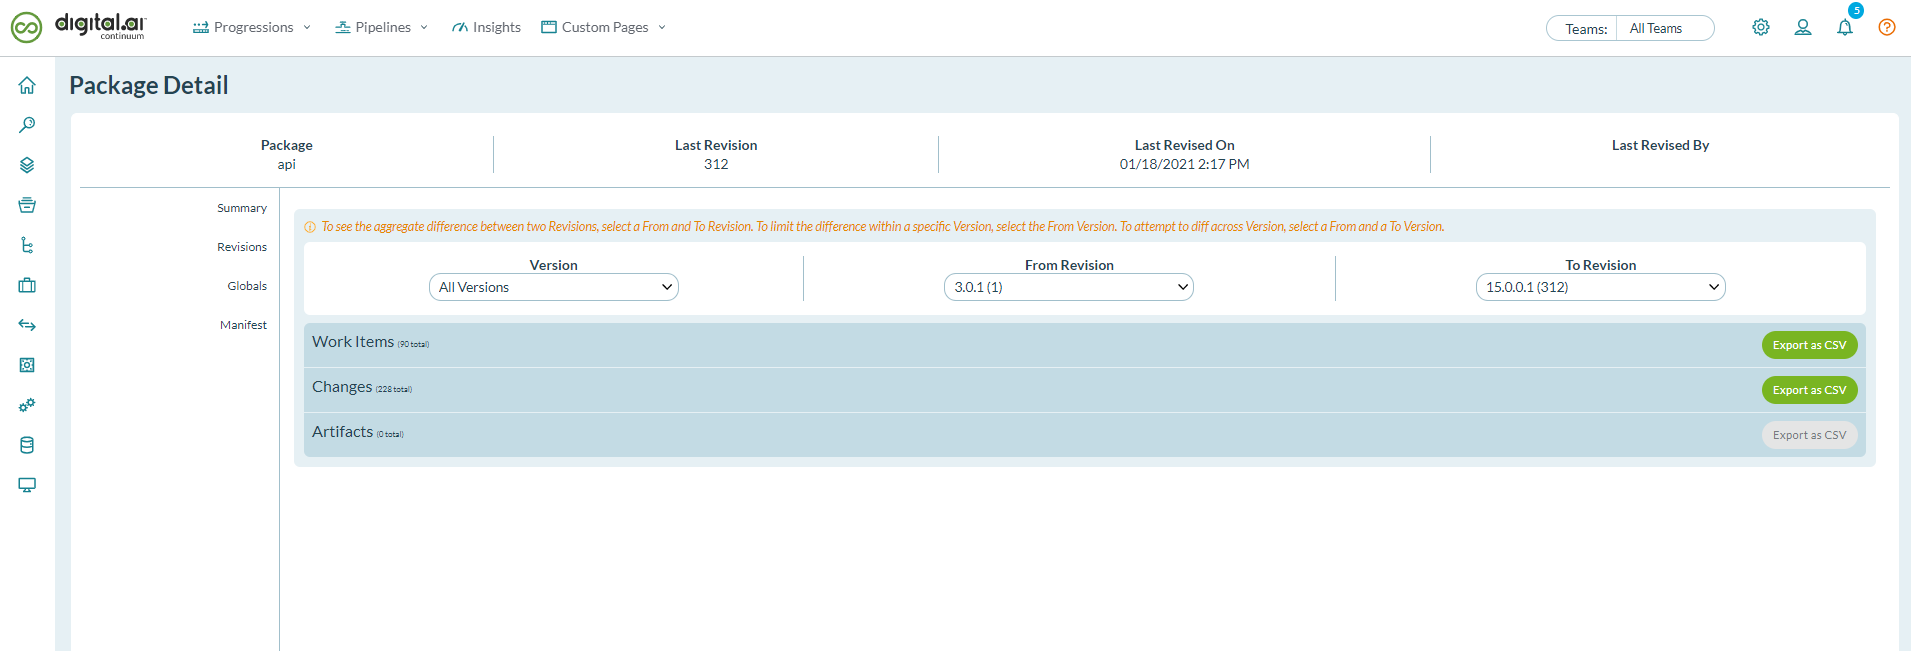 digital.ai
continuum
Progressions
Pipelines
Insights
Custom Pages
Teams: All Teams
5
Package Detail
Package
api
Last Revision
312
Last Revised On
01/18/2021 2:17 PM
Last Revised By
Summary
Revisions
Globals
Manifest
To see the aggregate difference between two Revisions, select a From and To Revision. To limit the difference within a specific Version, select the From Version. To attempt to diff across Version, select a From and a To Version.
Version
All Versions
From Revision
3.0.1 (1)
To Revision
15.0.0.1 (312)
Work Items (90 total)
Export as CSV
Changes (228 total)
Export as CSV
Artifacts (0 total)
Export as CSV